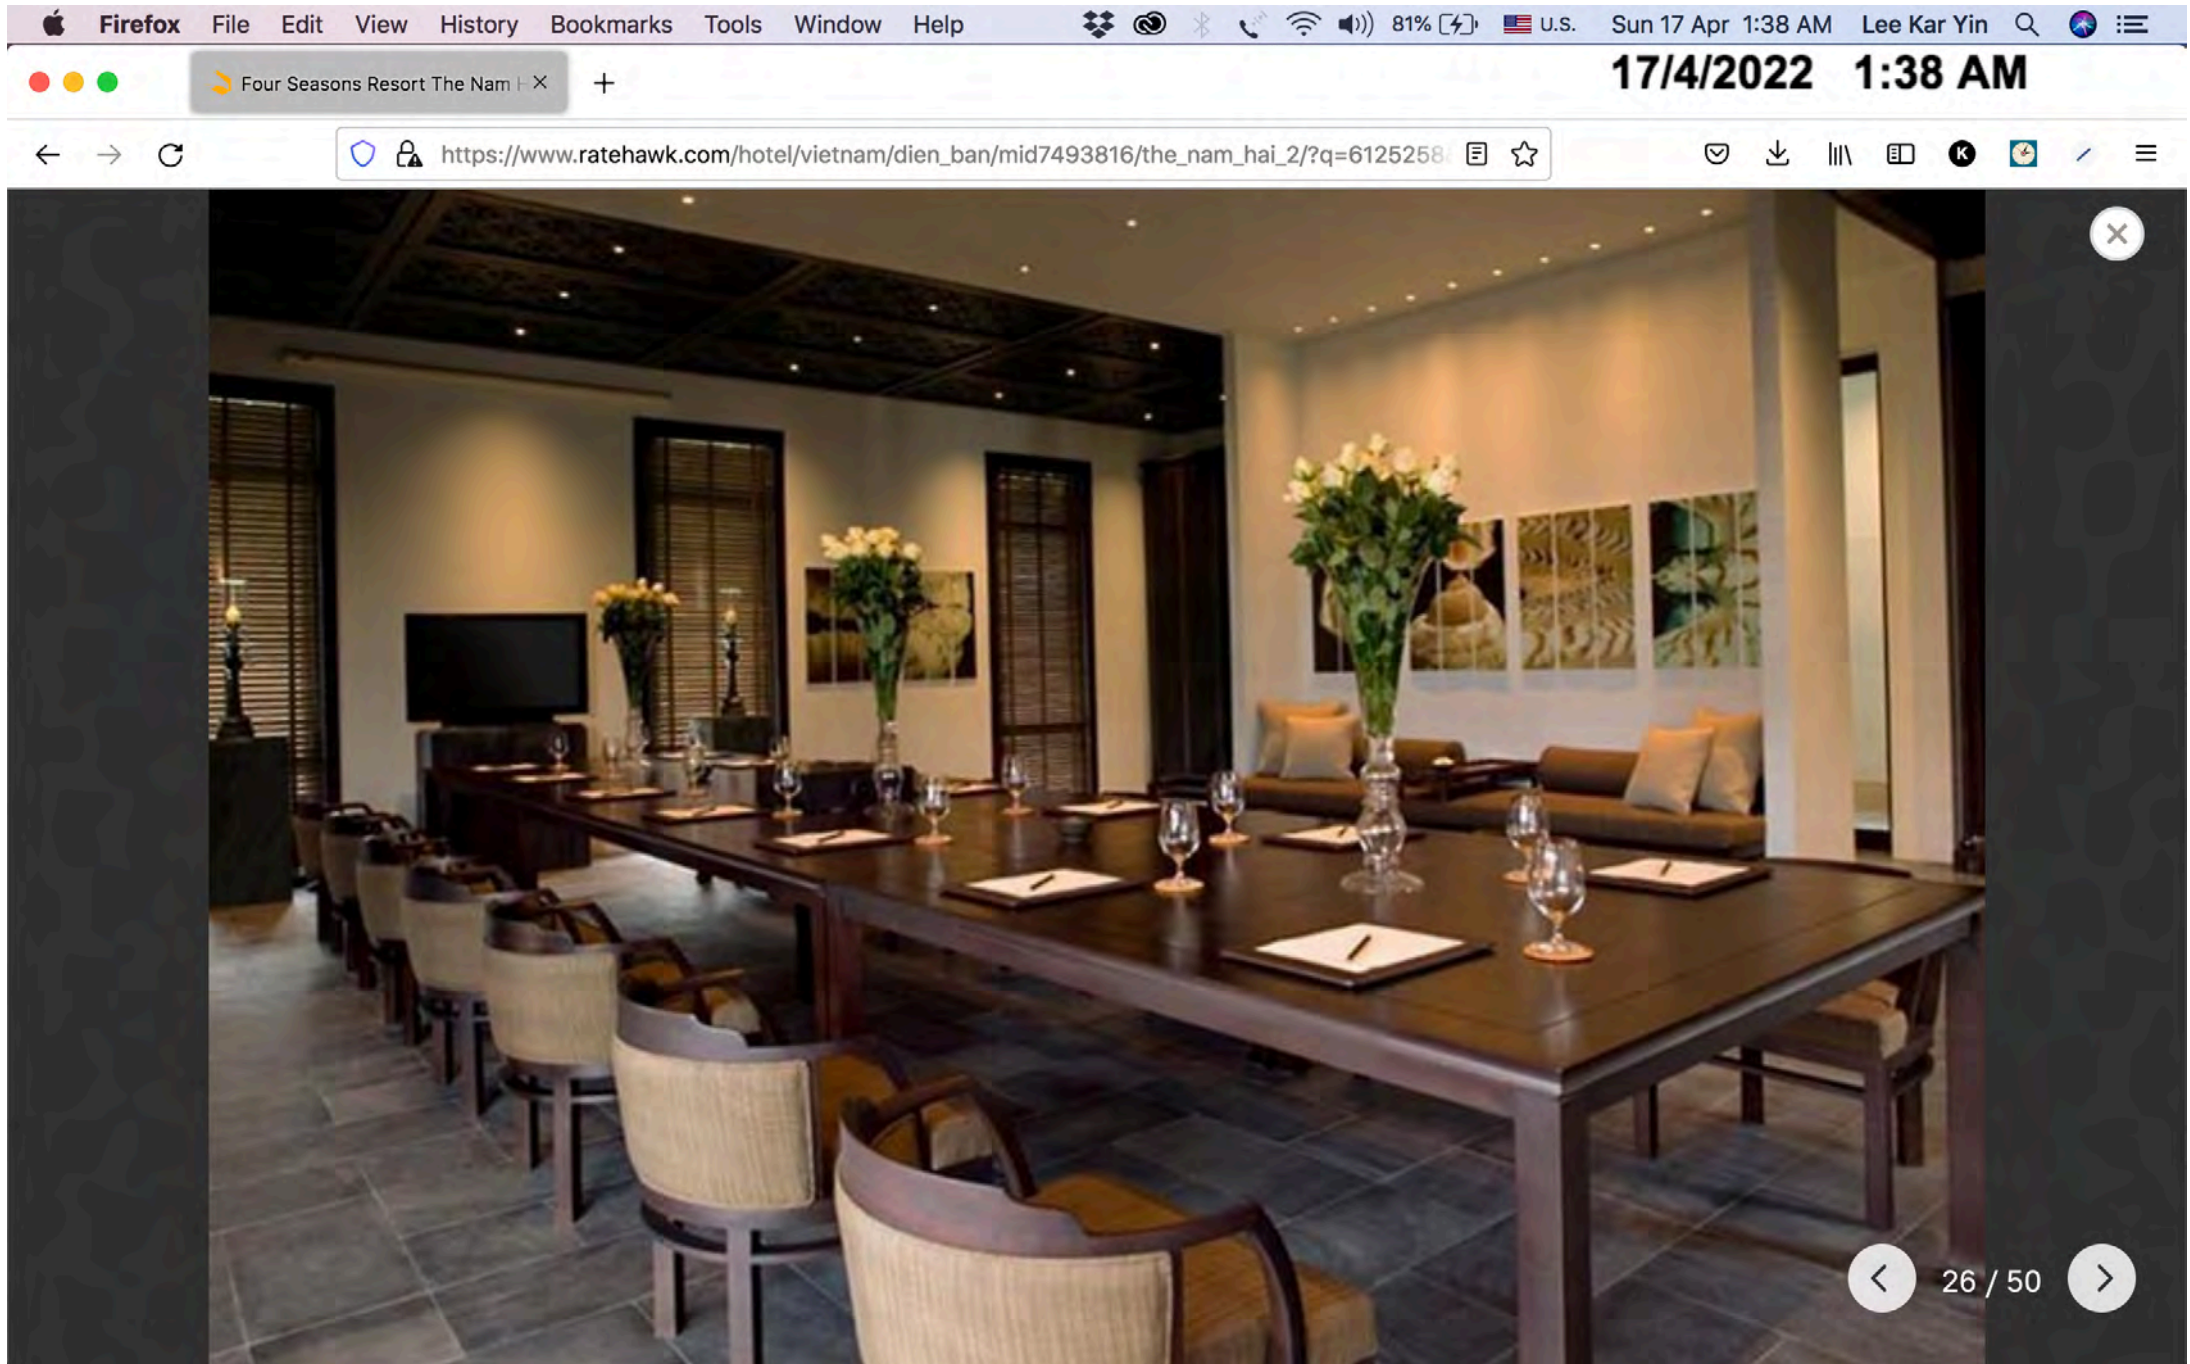 Firefox File Edit View History Bookmarks Tools Window Help 81% U.S. Sun 17 Apr 1:38 AM Lee Kar Yin
Four Seasons Resort The Nam H
17/4/2022 1:38 AM
https://www.ratehawk.com/hotel/vietnam/dien_ban/mid7493816/the_nam_hai_2/?q=6125258
K
26 / 50